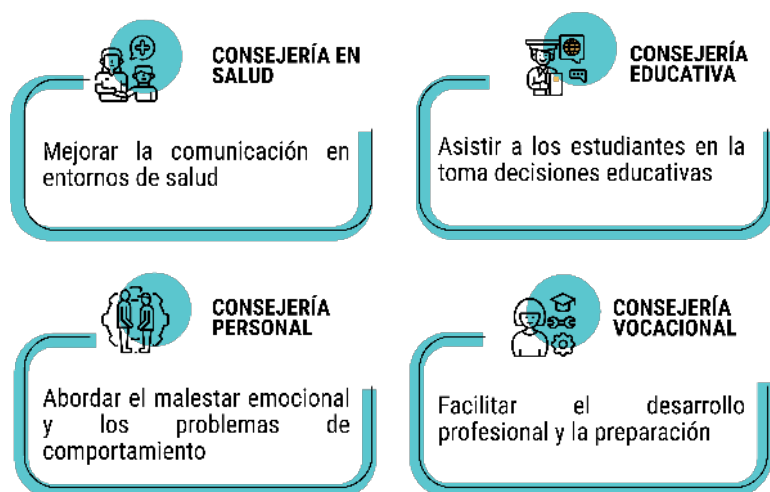 CONSEJERÍA EN
SALUD
Mejorar la comunicación en
entornos de salud
CONSEJERÍA
EDUCATIVA
Asistir a los estudiantes en la
toma decisiones educativas
CONSEJERÍA
PERSONAL
Abordar el malestar emocional
y los problemas de
comportamiento
CONSEJERÍA
VOCACIONAL
Facilitar el desarrollo
profesional y la preparación